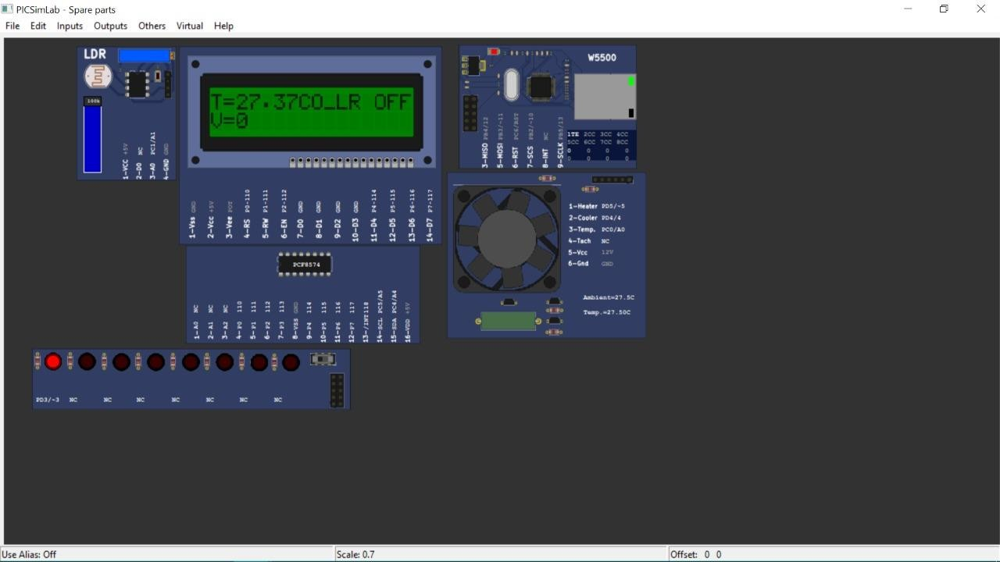 PICSimLab - Spare parts
File Edit Inputs Outputs Others Virtual Help
LDR
100k
1-VCC +5V
2-D0 NC
3-A0 PC1/A1
4-GND GND
T=27.37CO_LR OFF
V=0
1-Vss GND
2-Vcc +5V
3-Vee POT
4-RS P0-110
5-RW P1-111
6-EN P2-112
7-D0 GND
8-D1 GND
9-D2 GND
10-D3 GND
11-D4 P4-114
12-D5 P5-115
13-D6 P6-116
14-D7 P7-117
W5500
3-MISO PB4/12
5-MOSI PB3/~11
6-RST PC6/RST
7-SCS PB2/~10
8-INT NC
9-SCLK PB5/13
1TE 2CC 3CC 4CC
5CC 6CC 7CC 8CC
0 0 0
0 0 0
1-Heater PD5/~5
2-Cooler PD4/4
3-Temp. PC0/A0
4-Tach NC
5-Vcc 12V
6-Gnd GND
Ambient=27.5C
Temp.=27.50C
PCF8574
1-A0 NC
2-A1 NC
3-A2 NC
4-P0 110
5-P1 111
6-P2 112
7-P3 113
8-VSS GND
9-P4 114
10-P5 115
11-P6 116
12-P7 117
13-/INT118
14-SCL PC5/A5
15-SDA PC4/A4
16-VDD +5V
PD3/~3 NC NC NC NC NC NC NC
Use Alias: Off Scale: 0.7 Offset: 0 0